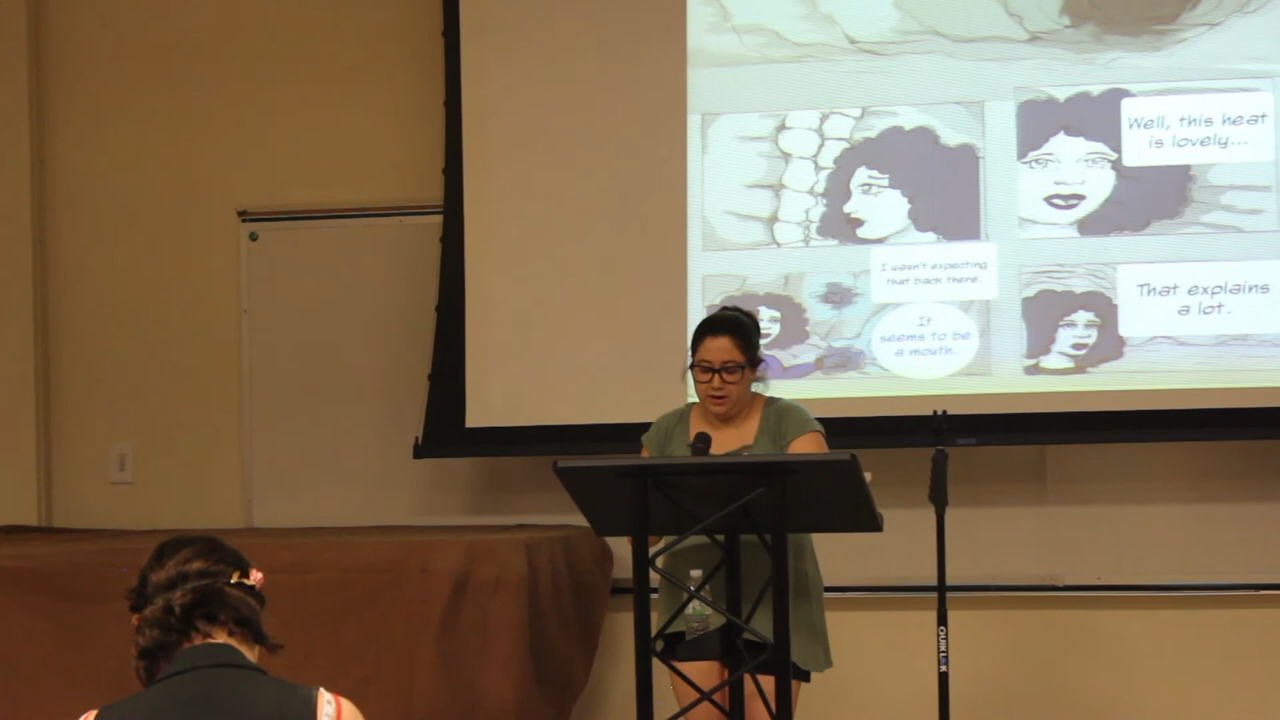 Well, this heat
is lovely...
I wasn't expecting
that back there.
It
seems to be
a mouth.
That explains
a lot.
QUIKLOK